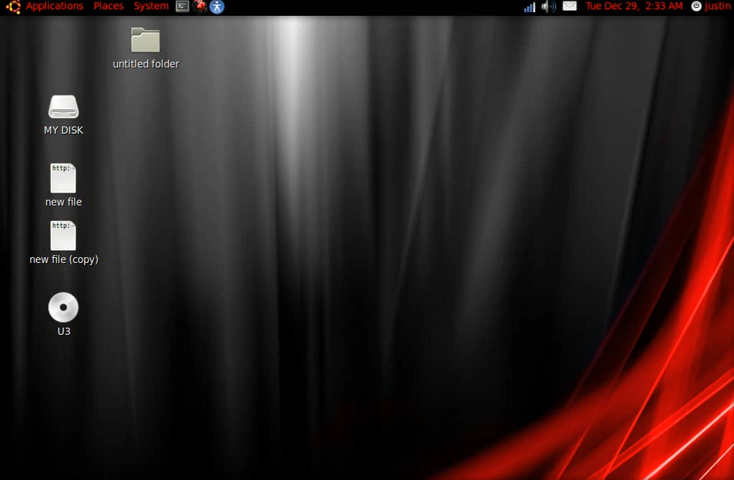 Applications Places System Tue Dec 29, 2:33 AM justin
untitled folder
MY DISK
http:
new file
http:
new file (copy)
U3